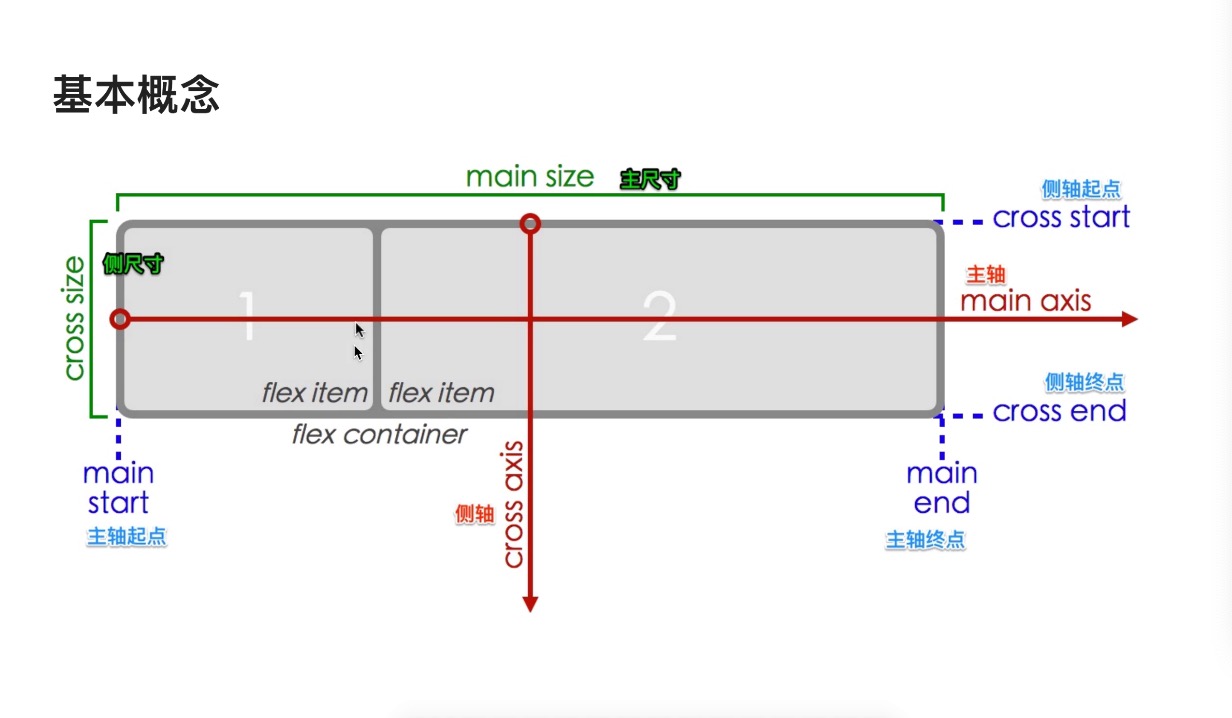 基本概念
main size 主尺寸
侧轴起点
cross start
侧尺寸
cross size
主轴
main axis
1
2
侧轴终点
cross end
flex item
flex item
flex container
main
start
主轴起点
侧轴
cross axis
main
end
主轴终点